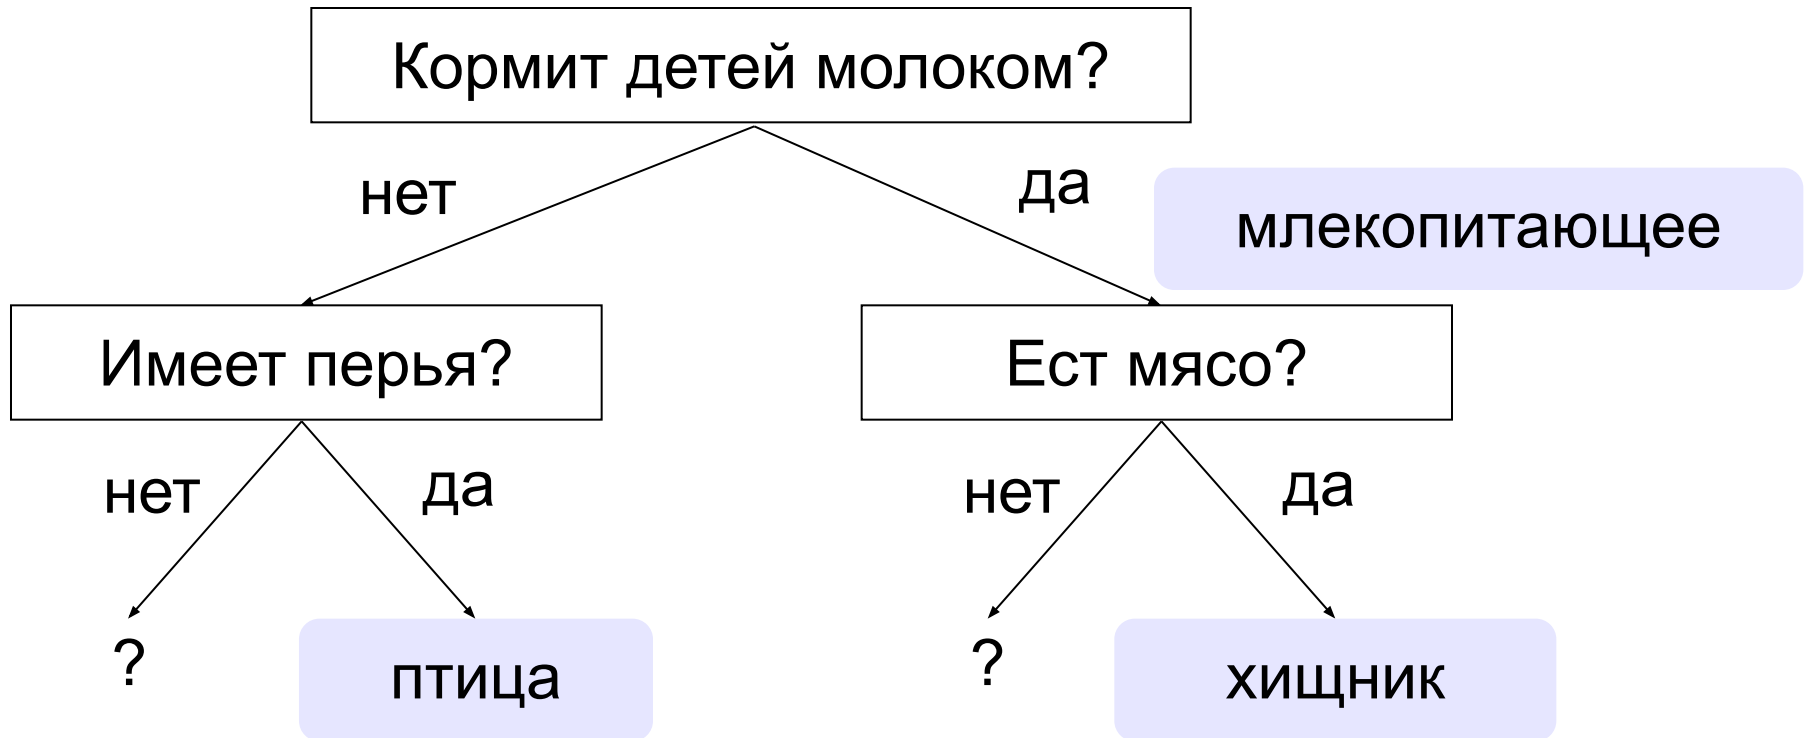 Кормит детей молоком?
нет
да
млекопитающее
Имеет перья?
Ест мясо?
нет
да
нет
да
?
птица
?
хищник